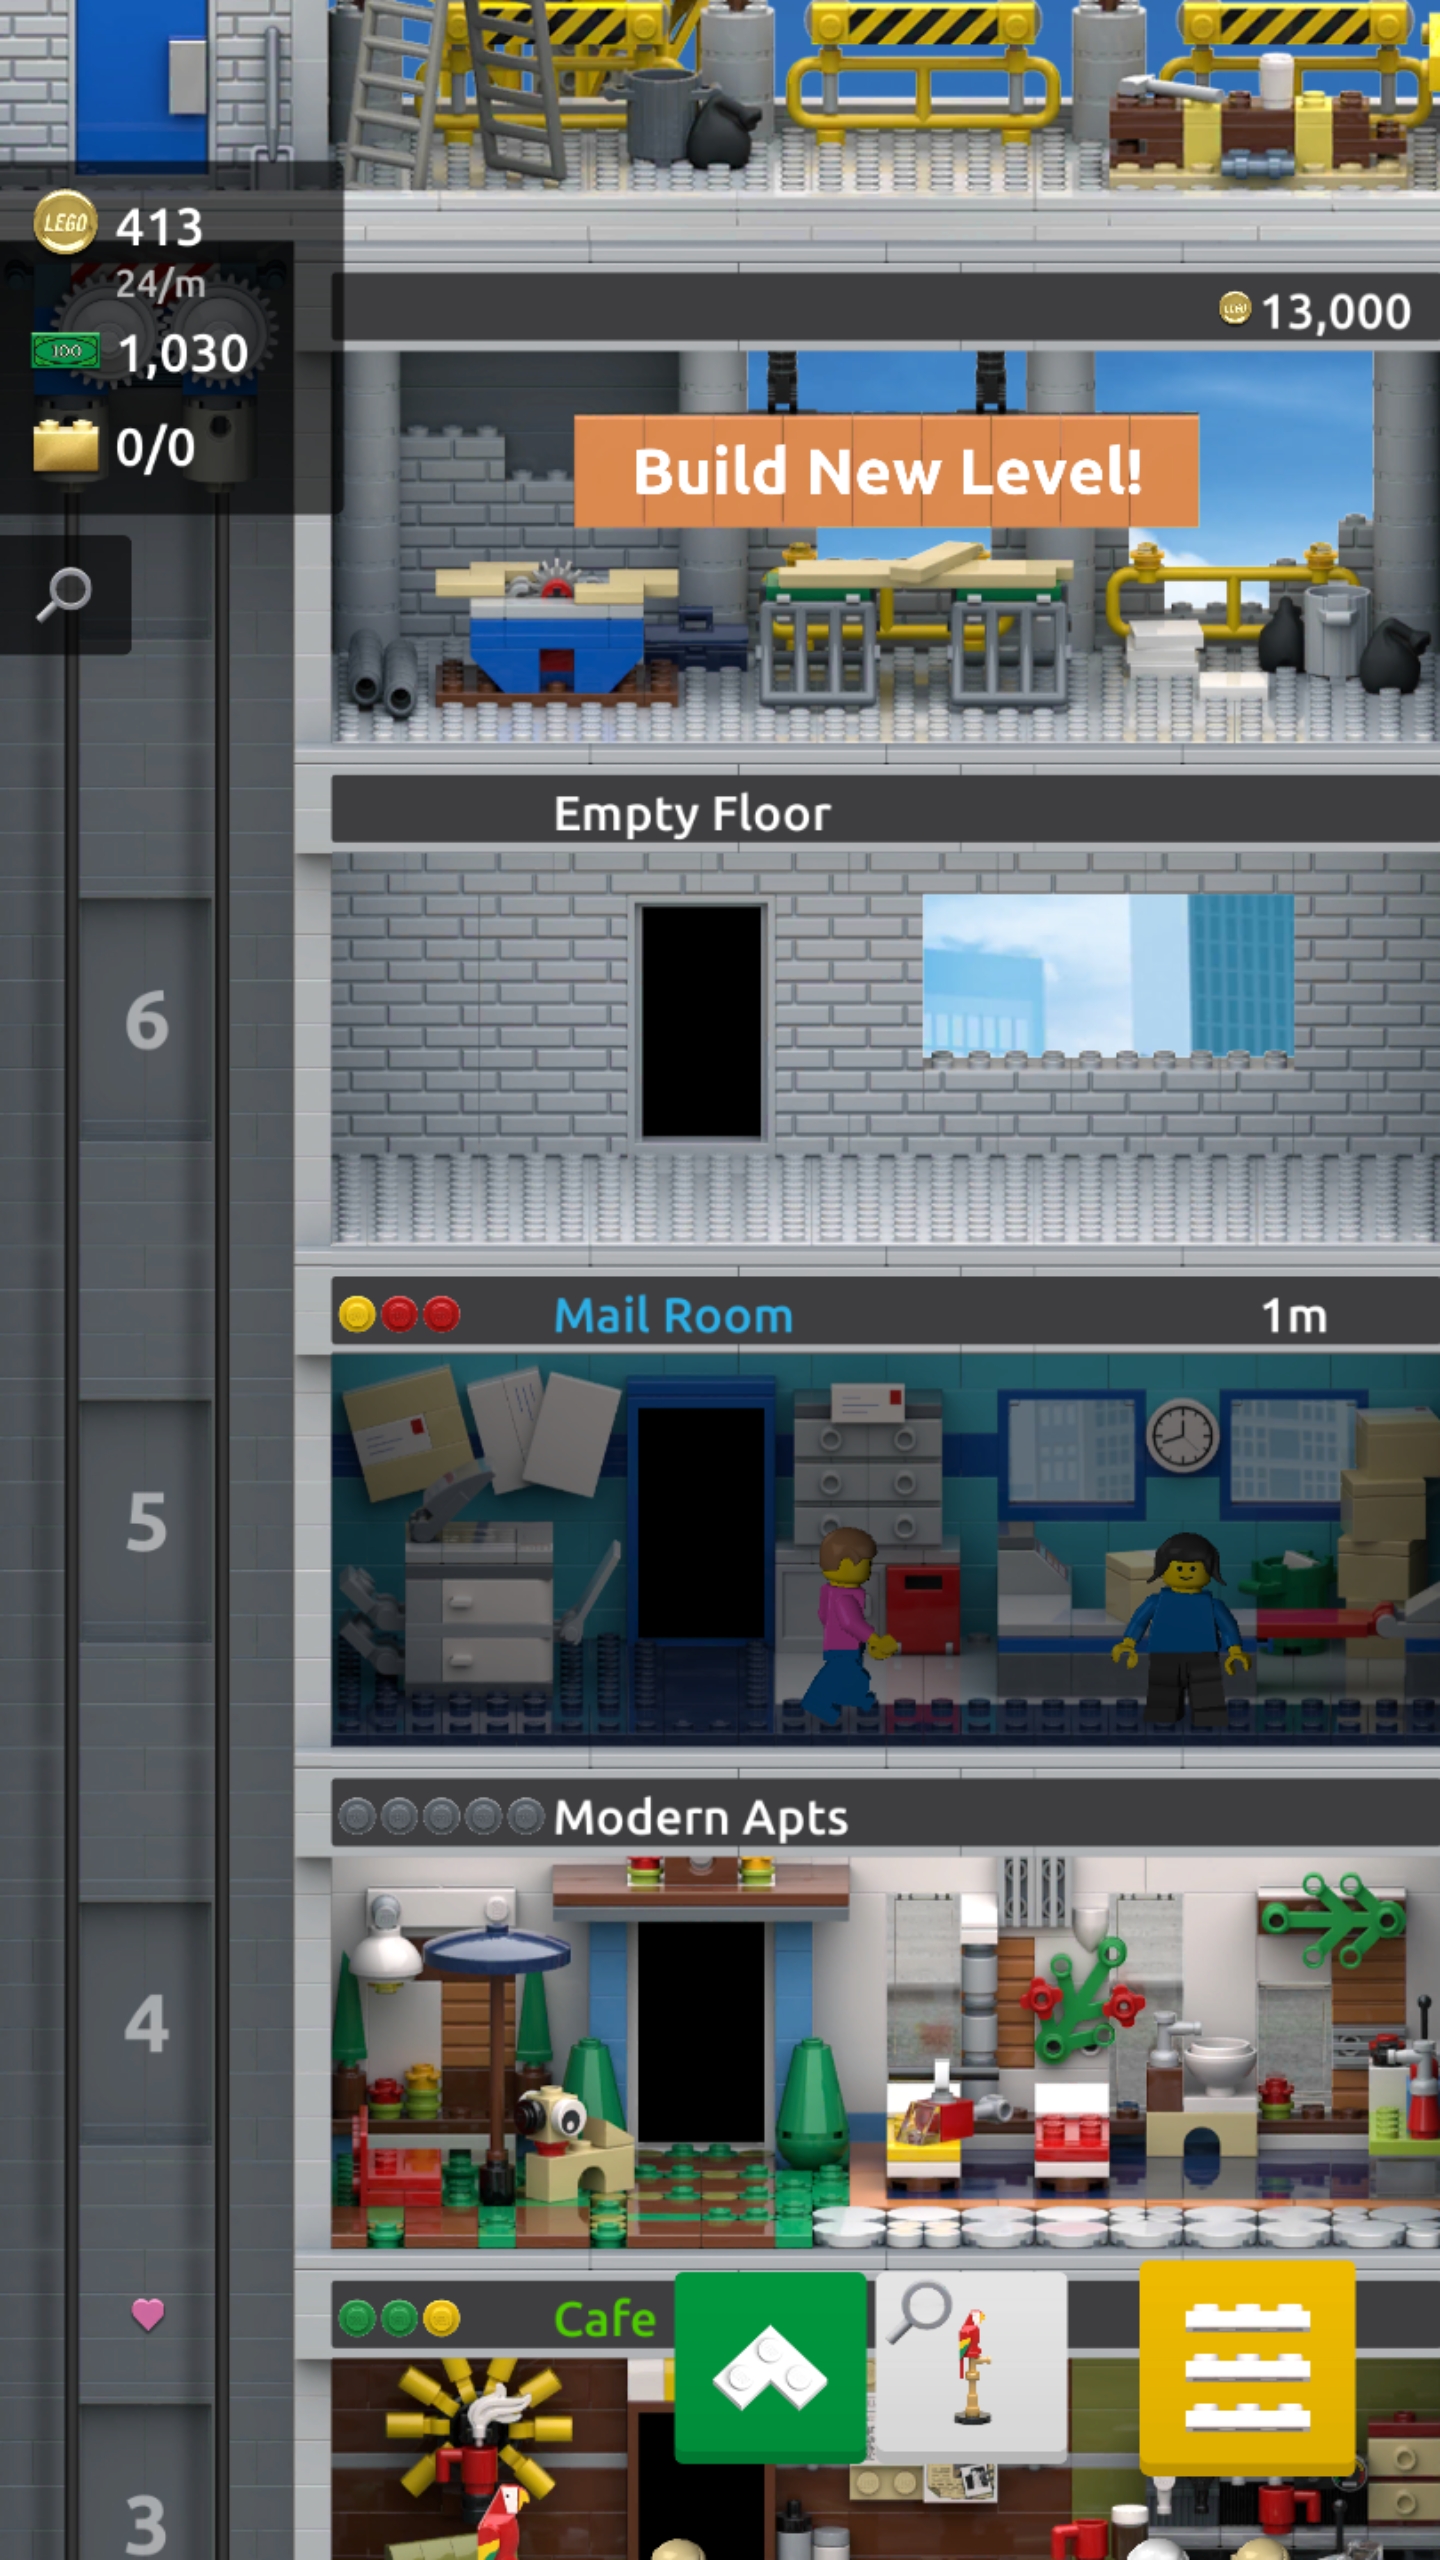 LEGO 413
24/m
100 1,030
0/0
13,000
Build New Level!
Empty Floor
6
Mail Room 1m
5
Modern Apts
4
Cafe
3